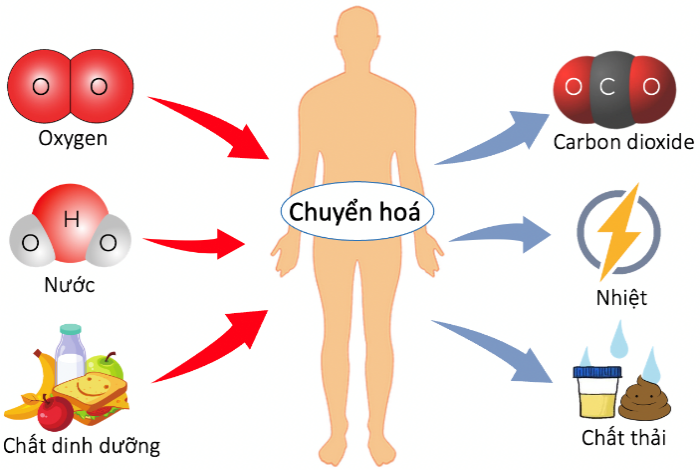 O O
Oxygen
H
O O
Nước
Chất dinh dưỡng
Chuyển hoá
O C O
Carbon dioxide
Nhiệt
Chất thải